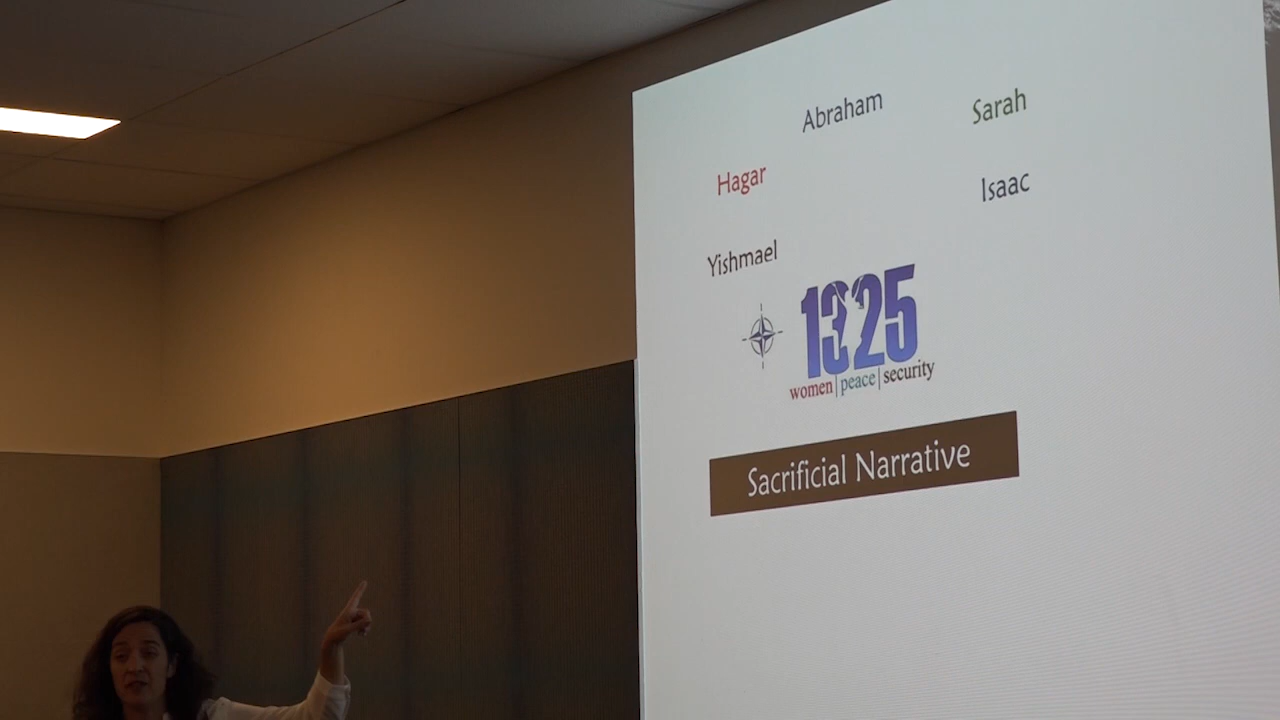 Abraham
Sarah
Hagar
Isaac
Yishmael
1325
women|peace|security
Sacrificial Narrative